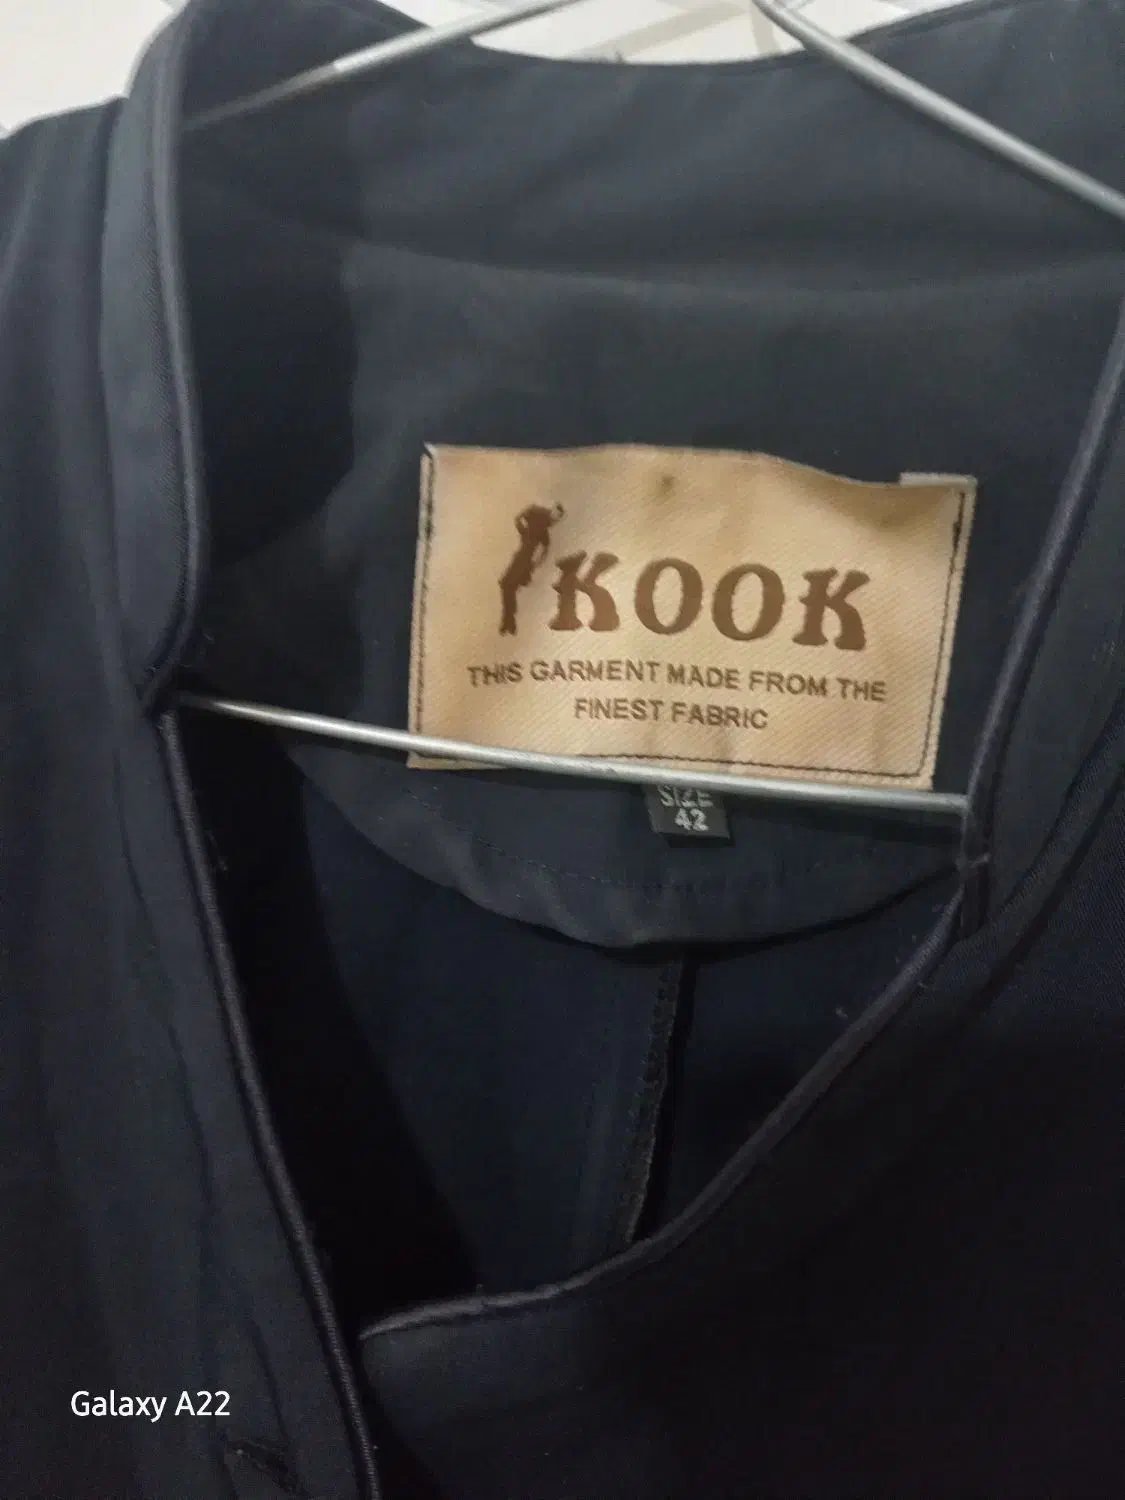 KOOK
THIS GARMENT MADE FROM THE
FINEST FABRIC
SIZE
42
Galaxy A22